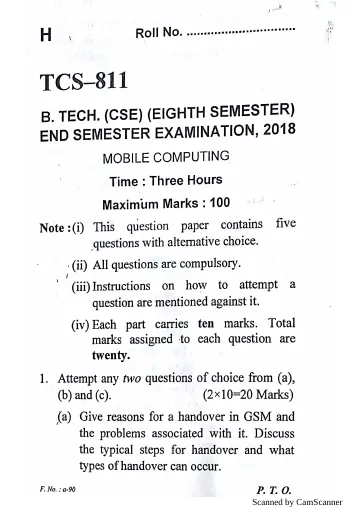 H Roll No. ...............................
TCS–811
B. TECH. (CSE) (EIGHTH SEMESTER)
END SEMESTER EXAMINATION, 2018
MOBILE COMPUTING
Time : Three Hours
Maximum Marks : 100
Note : (i) This question paper contains five
questions with alternative choice.
(ii) All questions are compulsory.
(iii) Instructions on how to attempt a
question are mentioned against it.
(iv) Each part carries ten marks. Total
marks assigned to each question are
twenty.
1. Attempt any two questions of choice from (a),
(b) and (c). (2×10=20 Marks)
(a) Give reasons for a handover in GSM and
the problems associated with it. Discuss
the typical steps for handover and what
types of handover can occur.
F. No. : a-90 P. T. O.
Scanned by CamScanner